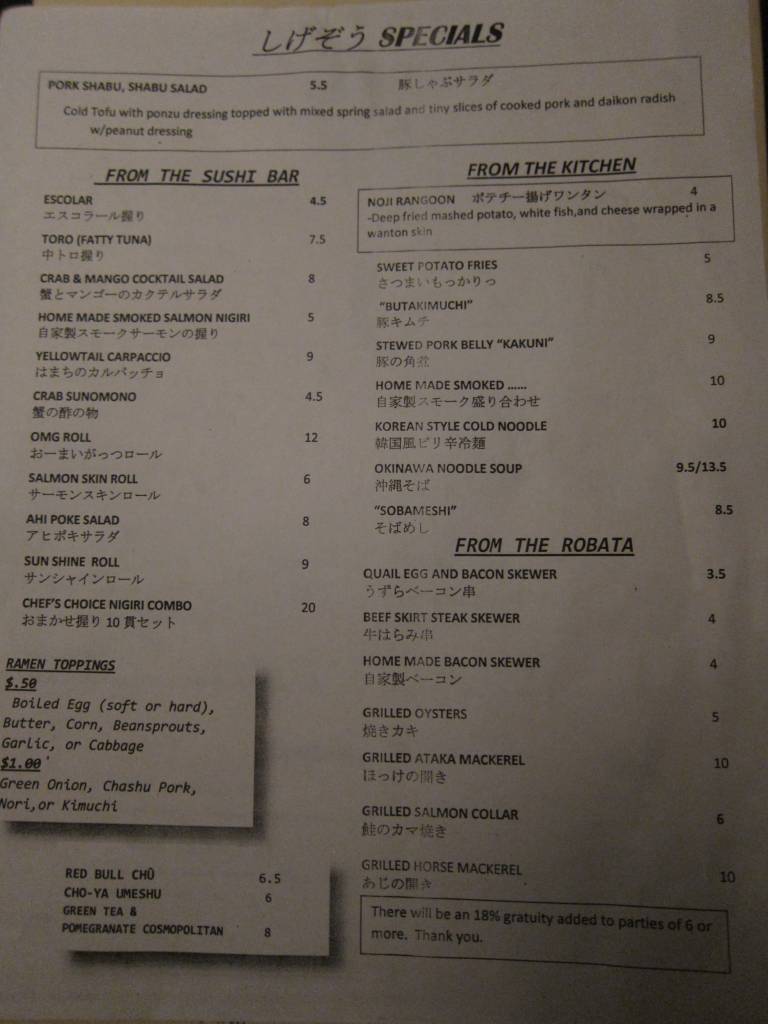 しげぞう SPECIALS
PORK SHABU, SHABU SALAD 5.5 豚しゃぶサラダ
Cold Tofu with ponzu dressing topped with mixed spring salad and tiny slices of cooked pork and daikon radish
w/peanut dressing
FROM THE SUSHI BAR
ESCOLAR 4.5
エスコラール握り
TORO (FATTY TUNA) 7.5
中トロ握り
CRAB & MANGO COCKTAIL SALAD 8
蟹とマンゴーのカクテルサラダ
HOME MADE SMOKED SALMON NIGIRI 5
自家製スモークサーモンの握り
YELLOWTAIL CARPACCIO 9
はまちのカルパッチョ
CRAB SUNOMONO 4.5
蟹の酢の物
OMG ROLL 12
おーまいがっつロール
SALMON SKIN ROLL 6
サーモンスキンロール
AHI POKE SALAD 8
アヒポキサラダ
SUN SHINE ROLL 9
サンシャインロール
CHEF'S CHOICE NIGIRI COMBO 20
おまかせ握り10貫セット
RAMEN TOPPINGS
$.50
Boiled Egg (soft or hard),
Butter, Corn, Beansprouts,
Garlic, or Cabbage
$1.00
Green Onion, Chashu Pork,
Nori,or Kimuchi
RED BULL CHŪ 6.5
CHO-YA UMESHU 6
GREEN TEA &
POMEGRANATE COSMOPOLITAN 8
FROM THE KITCHEN
NOJI RANGOON ポテチー揚げワンタン 4
-Deep fried mashed potato, white fish,and cheese wrapped in a
wanton skin
SWEET POTATO FRIES 5
さつまいもっかりっ
"BUTAKIMUCHI" 8.5
豚キムチ
STEWED PORK BELLY "KAKUNI" 9
豚の角煮
HOME MADE SMOKED ...... 10
自家製スモーク盛り合わせ
KOREAN STYLE COLD NOODLE 10
韓国風ピリ辛冷麺
OKINAWA NOODLE SOUP 9.5/13.5
沖縄そば
"SOBAMESHI" 8.5
そばめし
FROM THE ROBATA
QUAIL EGG AND BACON SKEWER 3.5
うずらベーコン串
BEEF SKIRT STEAK SKEWER 4
牛はらみ串
HOME MADE BACON SKEWER 4
自家製ベーコン
GRILLED OYSTERS 5
焼きカキ
GRILLED ATAKA MACKEREL 10
ほっけの開き
GRILLED SALMON COLLAR 6
鮭のカマ焼き
GRILLED HORSE MACKEREL 10
あじの開き
There will be an 18% gratuity added to parties of 6 or
more. Thank you.